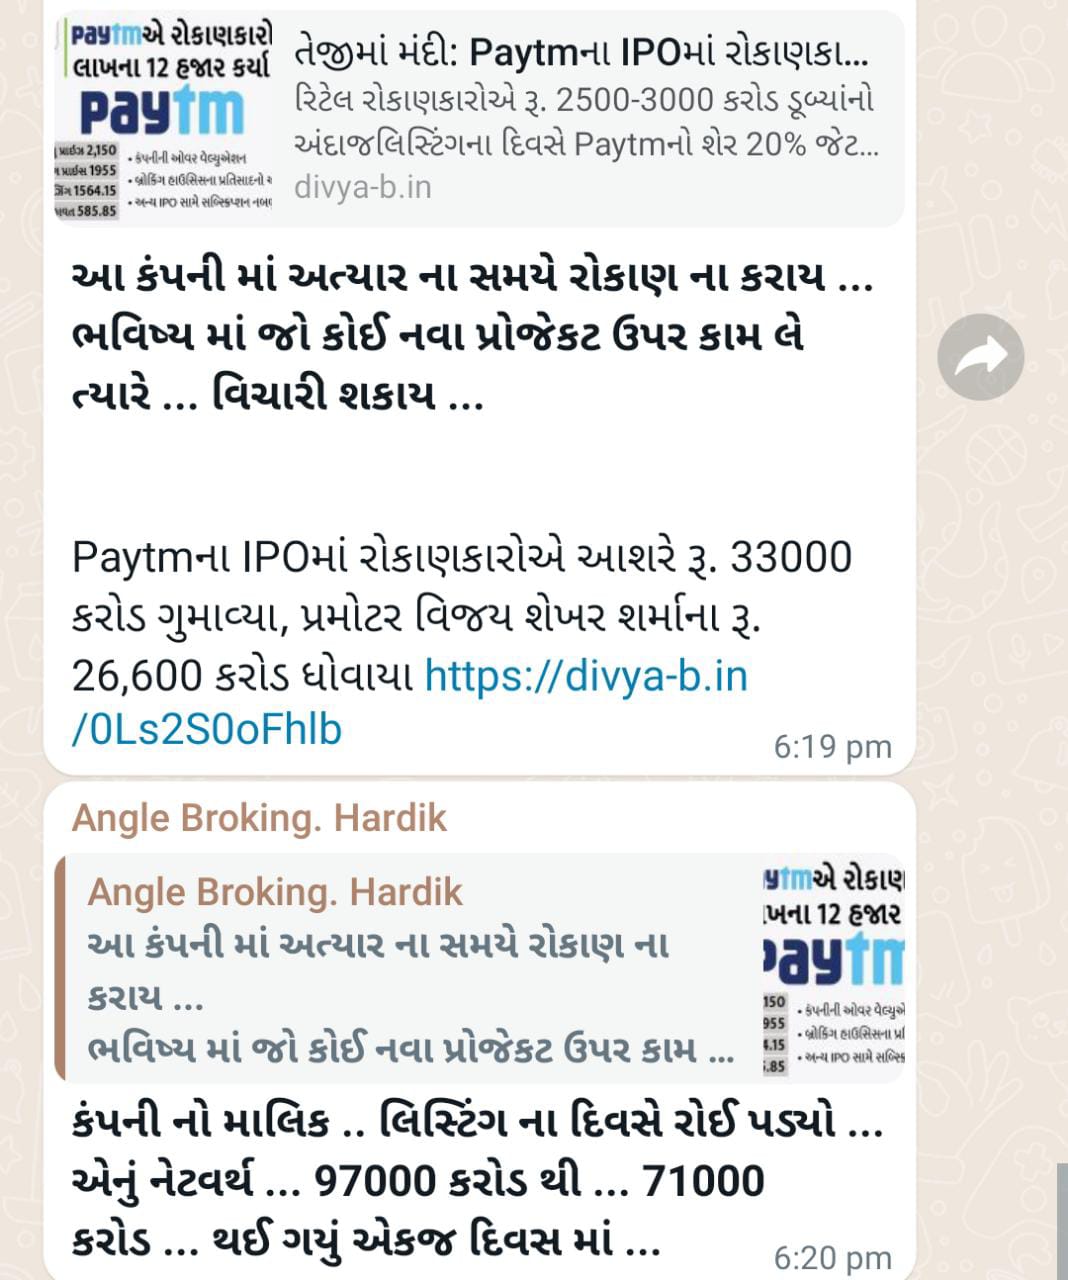 paytmએ રોકાણકારો
લાખના 12 હજાર કર્યા
paytm
પ્રાઇઝ 2,150
પ્રાઈસ 1955
1564.15
585.85
• કંપનીની ઓવર વેલ્યુએશન
• બ્રોકિંગ હાઉસિસના પ્રતિસાદનો
• અન્ય IPO સામે સબ્સ્ક્રિપ્શન
તેજીમાં મંદી: Paytmના IPOમાં રોકાણકા...
રિટેલ રોકાણકારોએ રૂ. 2500-3000 કરોડ ડૂબ્યાંનો
અંદાજલિસ્ટિંગના દિવસે Paytmનો શેર 20% જેટ...
divya-b.in
આ કંપની માં અત્યાર ના સમયે રોકાણ ના કરાય ...
ભવિષ્ય માં જો કોઈ નવા પ્રોજેકટ ઉપર કામ લે
ત્યારે ... વિચારી શકાય ...
Paytmના IPOમાં રોકાણકારોએ આશરે રૂ. 33000
કરોડ ગુમાવ્યા, પ્રમોટર વિજય શેખર શર્માના રૂ.
26,600 કરોડ ધોવાયા https://divya-b.in
/0Ls2S0oFhlb
6:19 pm
Angle Broking. Hardik
Angle Broking. Hardik
આ કંપની માં અત્યાર ના સમયે રોકાણ ના
કરાય ...
ભવિષ્ય માં જો કોઈ નવા પ્રોજેકટ ઉપર કામ ...
ytmએ રોકાણ
ખના 12 હજાર
paytm
150
955
4.15
5.85
• કંપનીની ઓવર વેલ્યુએ
• બ્રોકિંગ હાઉસિસના પ્ર
• અન્ય IPO સામે સબ્સ્ક્રિ
કંપની નો માલિક .. લિસ્ટિંગ ના દિવસે રોઈ પડ્યો ...
એનું નેટવર્થ ... 97000 કરોડ થી ... 71000
કરોડ ... થઈ ગયું એકજ દિવસ માં ...
6:20 pm